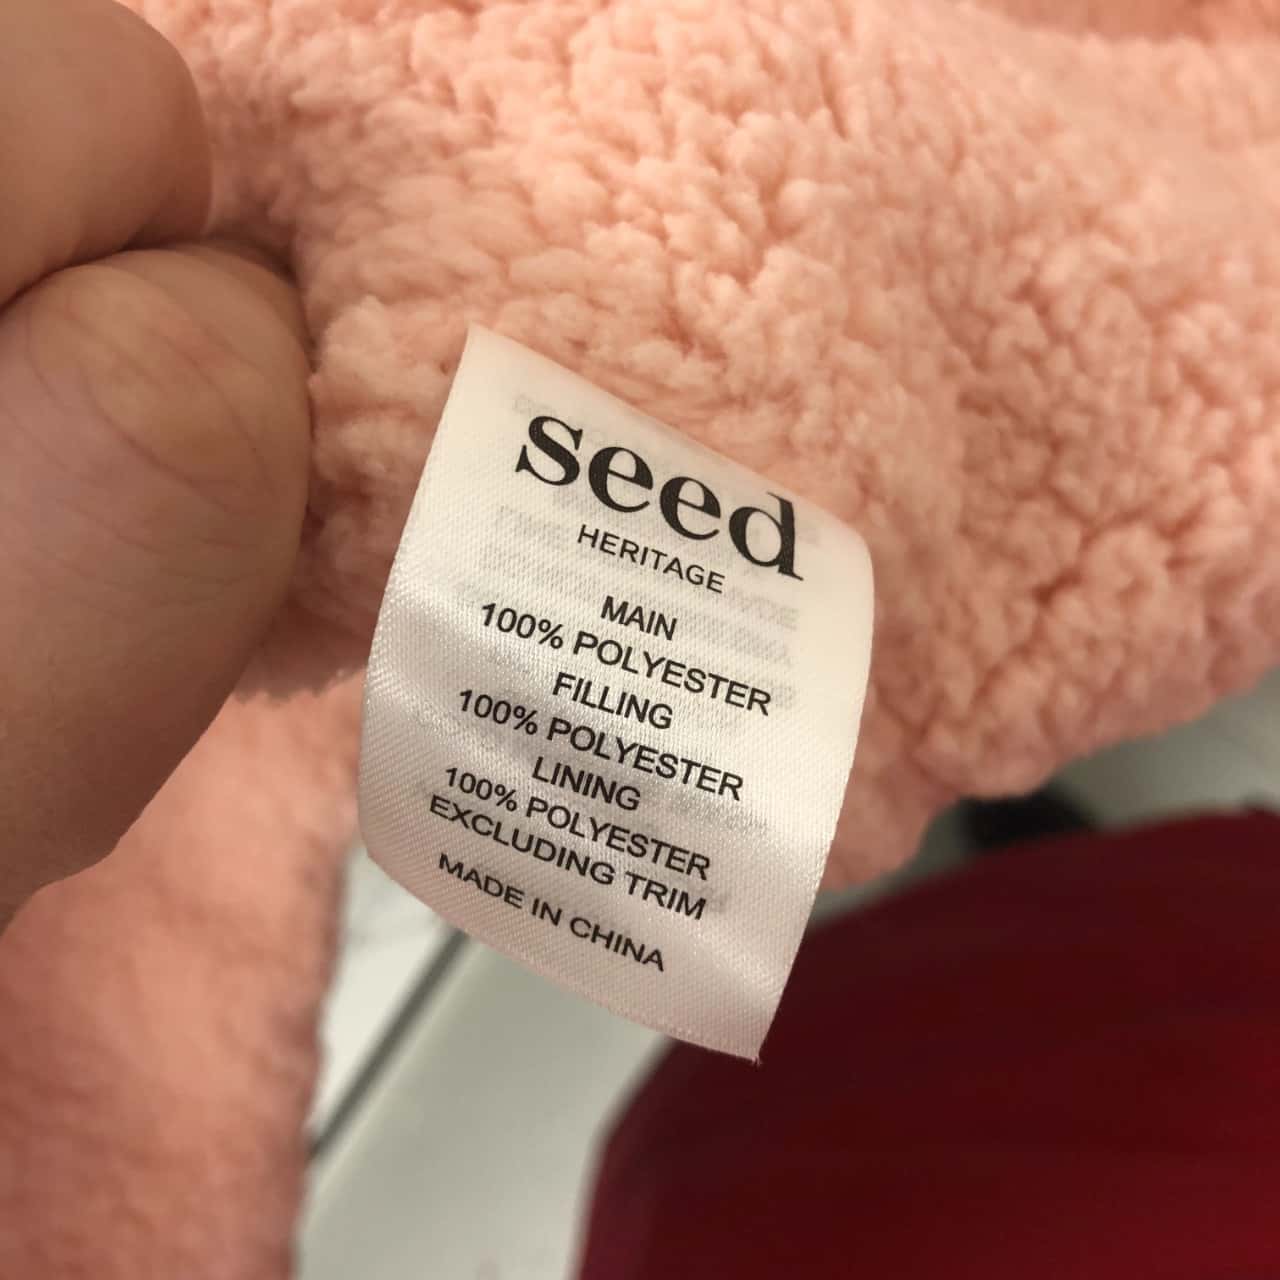 seed
HERITAGE
MAIN
100% POLYESTER
FILLING
100% POLYESTER
LINING
100% POLYESTER
EXCLUDING TRIM
MADE IN CHINA